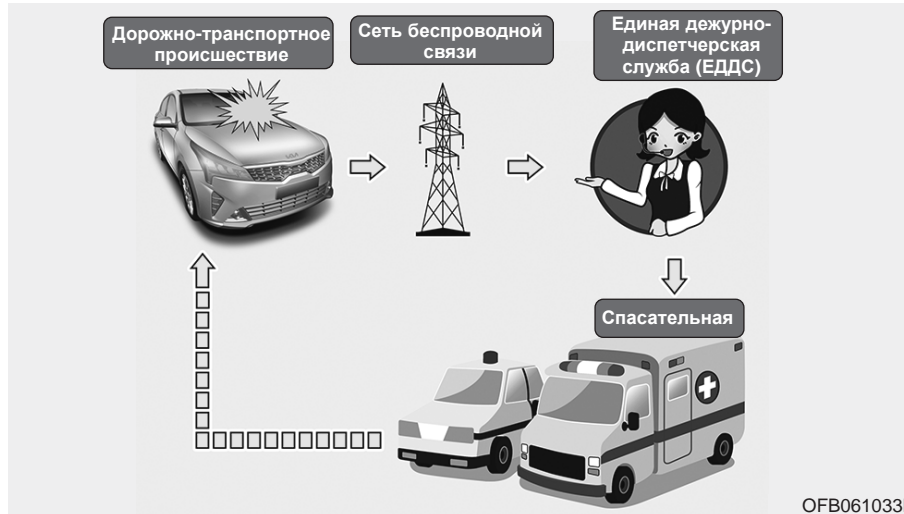 Дорожно-транспортное
происшествие
Сеть беспроводной
связи
Единая дежурно-
диспетчерская
служба (ЕДДС)
Спасательная
OFB061033